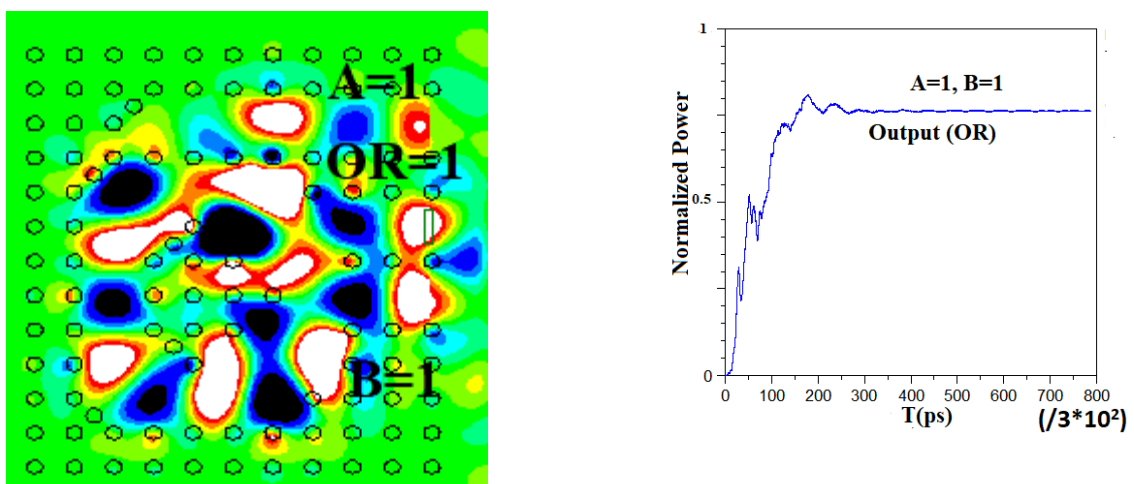 A=1
OR=1
B=1
1
0.5
0
Normalized Power
A=1, B=1
Output (OR)
0 100 200 300 400 500 600 700 800
T(ps)
(/3*10²)